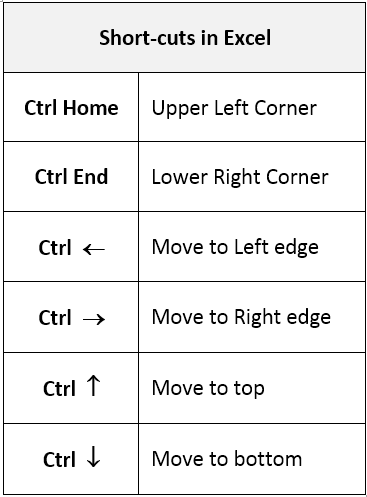 Short-cuts in Excel
Ctrl Home Upper Left Corner
Ctrl End Lower Right Corner
Ctrl ← Move to Left edge
Ctrl → Move to Right edge
Ctrl ↑ Move to top
Ctrl ↓ Move to bottom